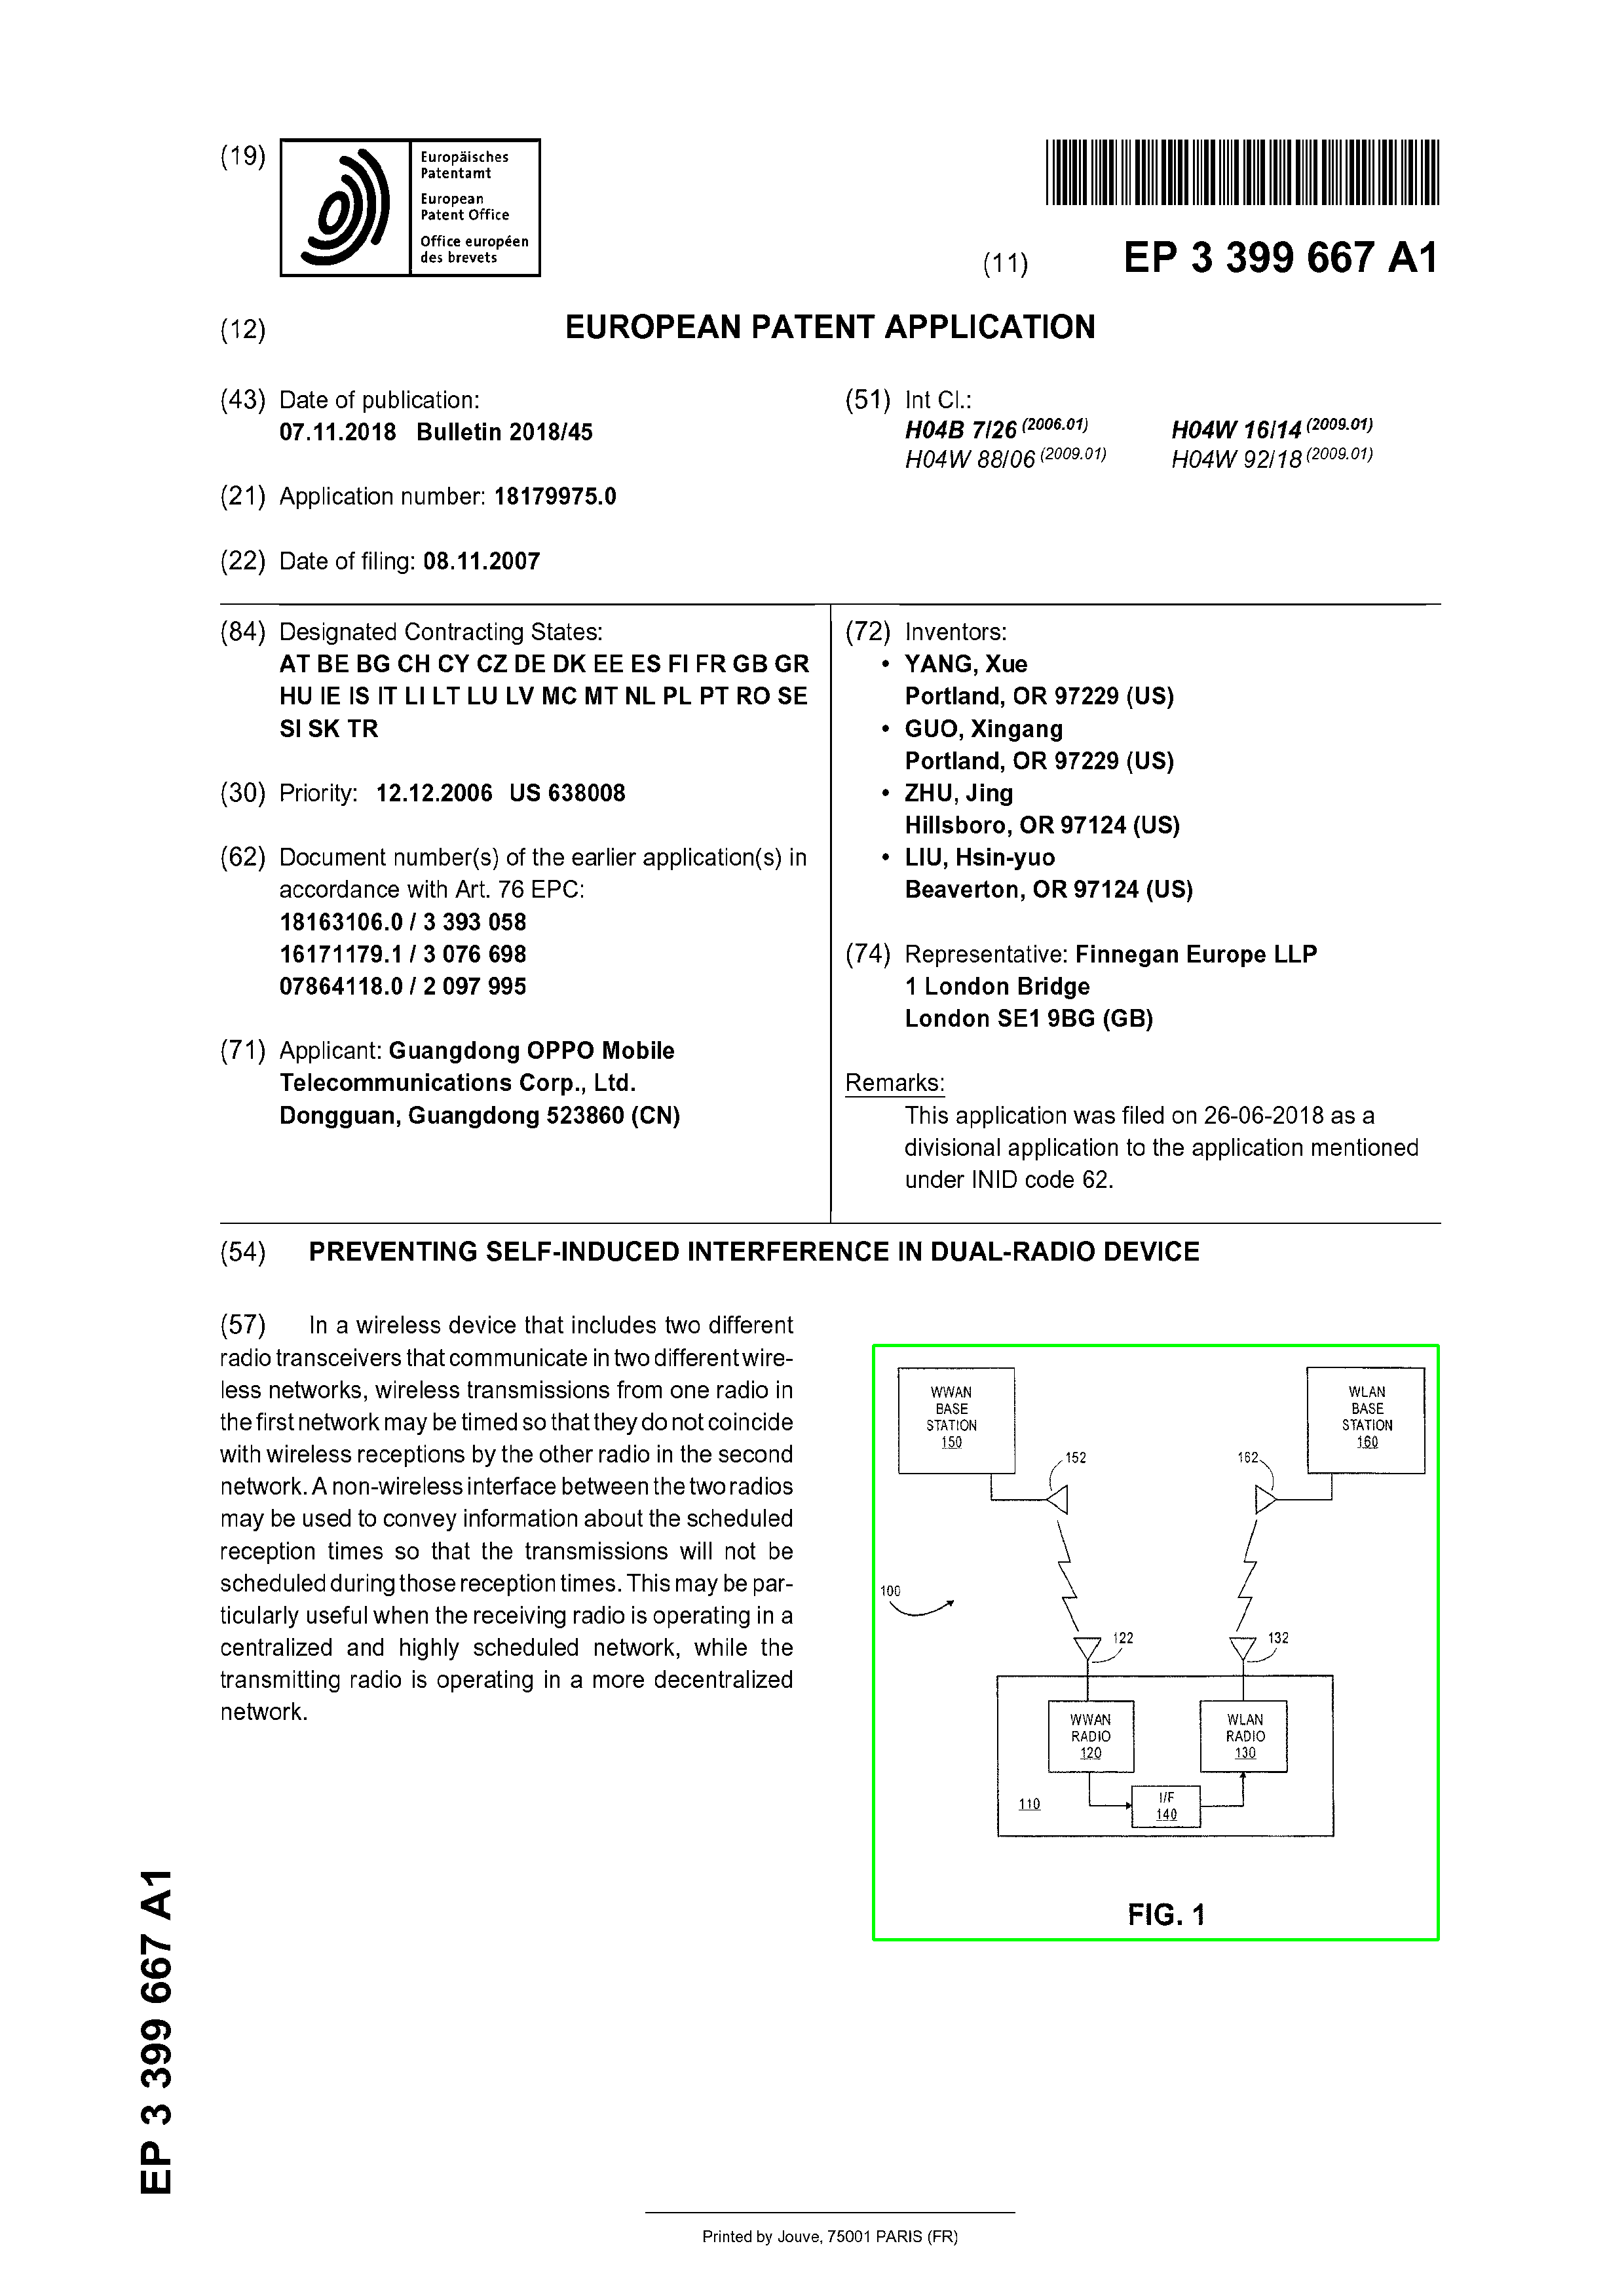 (19)
Europäisches
Patentamt
European
Patent Office
Office européen
des brevets
(11) EP 3 399 667 A1
(12) EUROPEAN PATENT APPLICATION
(43) Date of publication:
07.11.2018 Bulletin 2018/45
(21) Application number: 18179975.0
(22) Date of filing: 08.11.2007
(51) Int Cl.:
H04B 7/26 (2006.01) H04W 16/14 (2009.01)
H04W 88/06 (2009.01) H04W 92/18 (2009.01)
(84) Designated Contracting States:
AT BE BG CH CY CZ DE DK EE ES FI FR GB GR
HU IE IS IT LI LT LU LV MC MT NL PL PT RO SE
SI SK TR
(30) Priority: 12.12.2006 US 638008
(62) Document number(s) of the earlier application(s) in
accordance with Art. 76 EPC:
18163106.0 / 3 393 058
16171179.1 / 3 076 698
07864118.0 / 2 097 995
(71) Applicant: Guangdong OPPO Mobile
Telecommunications Corp., Ltd.
Dongguan, Guangdong 523860 (CN)
(72) Inventors:
• YANG, Xue
Portland, OR 97229 (US)
• GUO, Xingang
Portland, OR 97229 (US)
• ZHU, Jing
Hillsboro, OR 97124 (US)
• LIU, Hsin-yuo
Beaverton, OR 97124 (US)
(74) Representative: Finnegan Europe LLP
1 London Bridge
London SE1 9BG (GB)
Remarks:
This application was filed on 26-06-2018 as a
divisional application to the application mentioned
under INID code 62.
(54) PREVENTING SELF-INDUCED INTERFERENCE IN DUAL-RADIO DEVICE
(57) In a wireless device that includes two different
radio transceivers that communicate in two different wire-
less networks, wireless transmissions from one radio in
the first network may be timed so that they do not coincide
with wireless receptions by the other radio in the second
network. A non-wireless interface between the two radios
may be used to convey information about the scheduled
reception times so that the transmissions will not be
scheduled during those reception times. This may be par-
ticularly useful when the receiving radio is operating in a
centralized and highly scheduled network, while the
transmitting radio is operating in a more decentralized
network.
WWAN
BASE
STATION
150
WLAN
BASE
STATION
160
152
162
100
122
132
WWAN
RADIO
120
WLAN
RADIO
130
110
I/F
140
FIG. 1
EP 3 399 667 A1
Printed by Jouve, 75001 PARIS (FR)